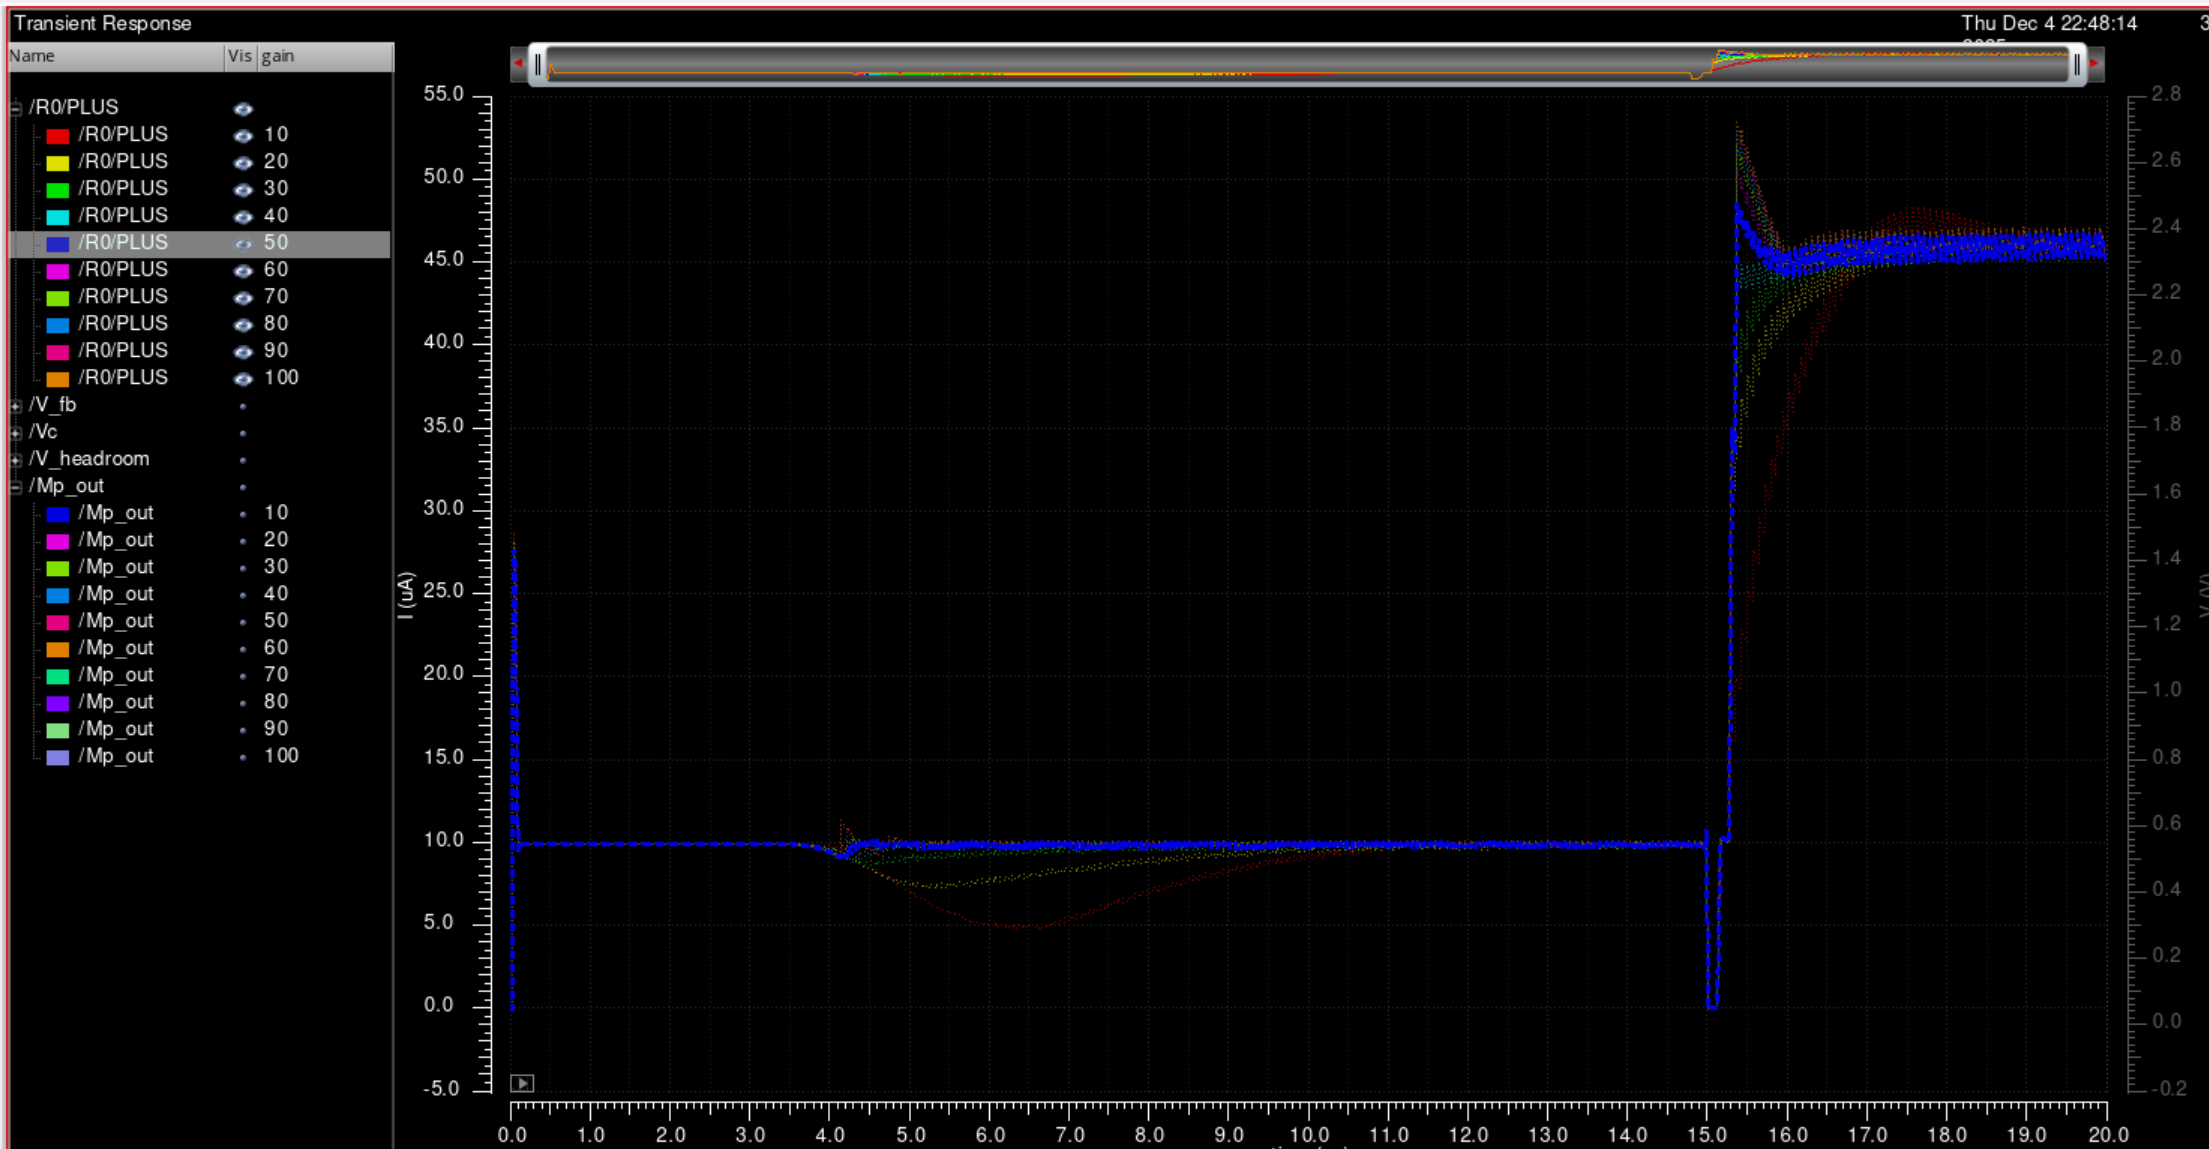 Transient Response
Thu Dec 4 22:48:14
Name Vis gain
/R0/PLUS
/R0/PLUS 10
/R0/PLUS 20
/R0/PLUS 30
/R0/PLUS 40
/R0/PLUS 50
/R0/PLUS 60
/R0/PLUS 70
/R0/PLUS 80
/R0/PLUS 90
/R0/PLUS 100
/V_fb
/Vc
/V_headroom
/Mp_out
/Mp_out 10
/Mp_out 20
/Mp_out 30
/Mp_out 40
/Mp_out 50
/Mp_out 60
/Mp_out 70
/Mp_out 80
/Mp_out 90
/Mp_out 100
I (uA)
55.0
50.0
45.0
40.0
35.0
30.0
25.0
20.0
15.0
10.0
5.0
0.0
-5.0
2.8
2.6
2.4
2.2
2.0
1.8
1.6
1.4
1.2
1.0
0.8
0.6
0.4
0.2
0.0
-0.2
0.0 1.0 2.0 3.0 4.0 5.0 6.0 7.0 8.0 9.0 10.0 11.0 12.0 13.0 14.0 15.0 16.0 17.0 18.0 19.0 20.0